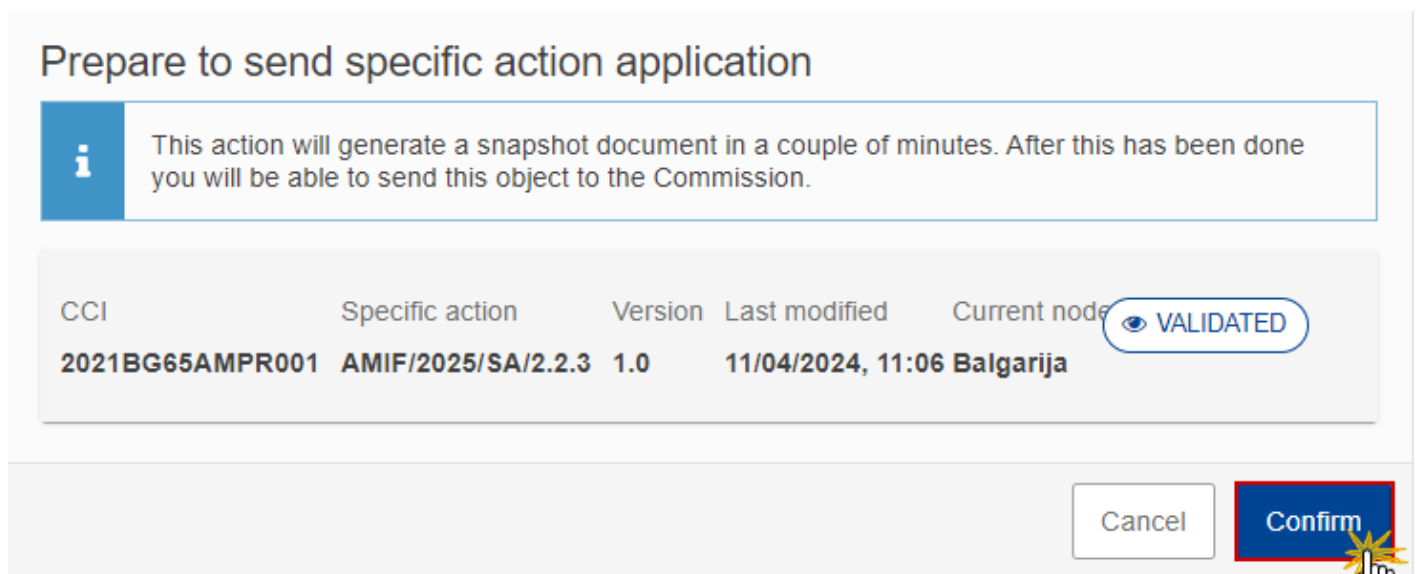 Prepare to send specific action application
i
This action will generate a snapshot document in a couple of minutes. After this has been done
you will be able to send this object to the Commission.
CCI Specific action Version Last modified Current node VALIDATED
2021BG65AMPR001 AMIF/2025/SA/2.2.3 1.0 11/04/2024, 11:06 Balgarija
Cancel Confirm